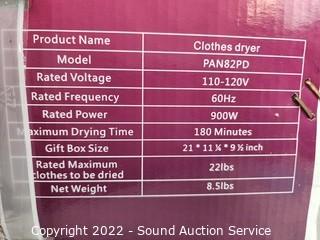 Product Name Clothes dryer
Model PAN82PD
Rated Voltage 110-120V
Rated Frequency 60Hz
Rated Power 900W
Maximum Drying Time 180 Minutes
Gift Box Size 21 * 11 ¼ * 9 ½ inch
Rated Maximum
clothes to be dried 22lbs
Net Weight 8.5lbs
Copyright 2022 - Sound Auction Service